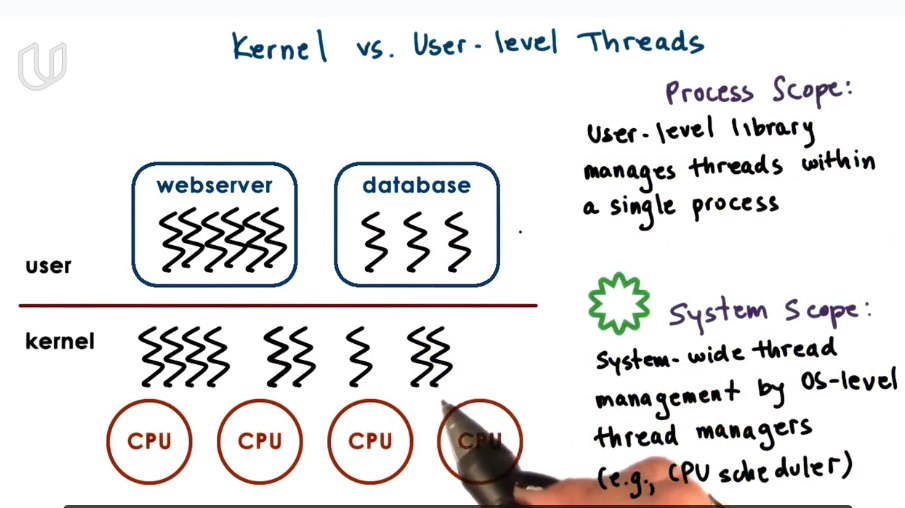 Kernel vs. User-level Threads
Process Scope:
User-level library
manages threads within
a single process
webserver
database
user
kernel
System Scope:
System-wide thread
management by OS-level
thread managers
(e.g., CPU scheduler)
CPU CPU CPU CPU